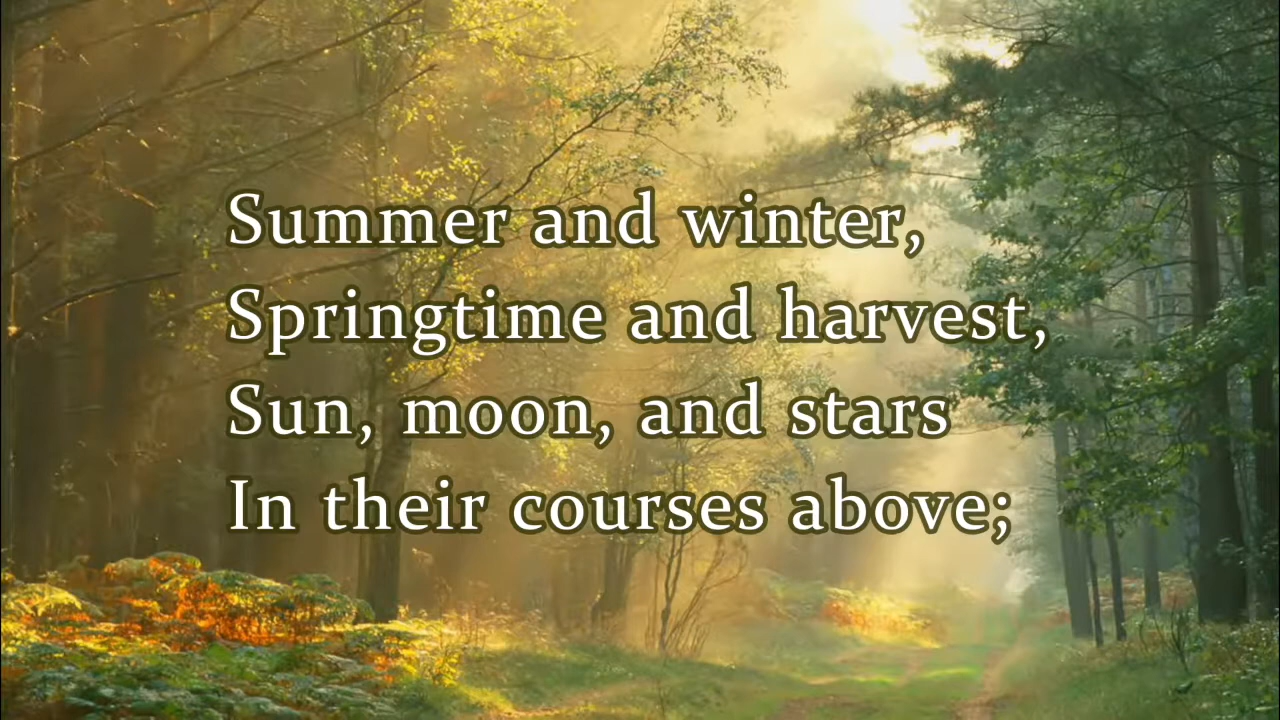 Summer and winter,
Springtime and harvest,
Sun, moon, and stars
In their courses above;